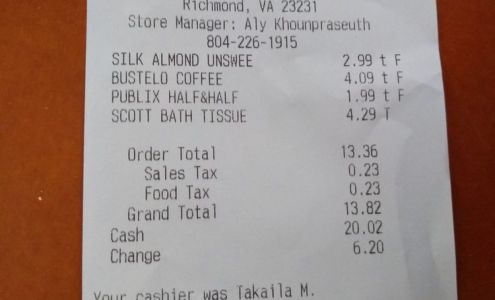 Richmond, VA 23231
Store Manager: Aly Khounpraseuth
804-226-1915
SILK ALMOND UNSWEE 2.99 t F
BUSTELO COFFEE 4.09 t F
PUBLIX HALF&HALF 1.99 t F
SCOTT BATH TISSUE 4.29 T
Order Total 13.36
Sales Tax 0.23
Food Tax 0.23
Grand Total 13.82
Cash 20.02
Change 6.20
Your cashier was Takaila M.